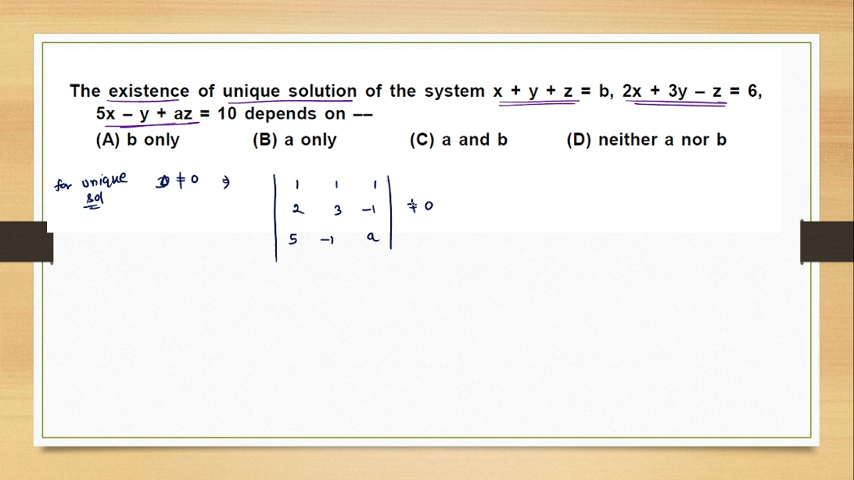 The existence of unique solution of the system x + y + z = b, 2x + 3y – z = 6,
5x – y + az = 10 depends on ––
(A) b only (B) a only (C) a and b (D) neither a nor b
for unique D ≠ 0 ⇒
sol
1 1 1
2 3 -1 ≠ 0
5 -1 a